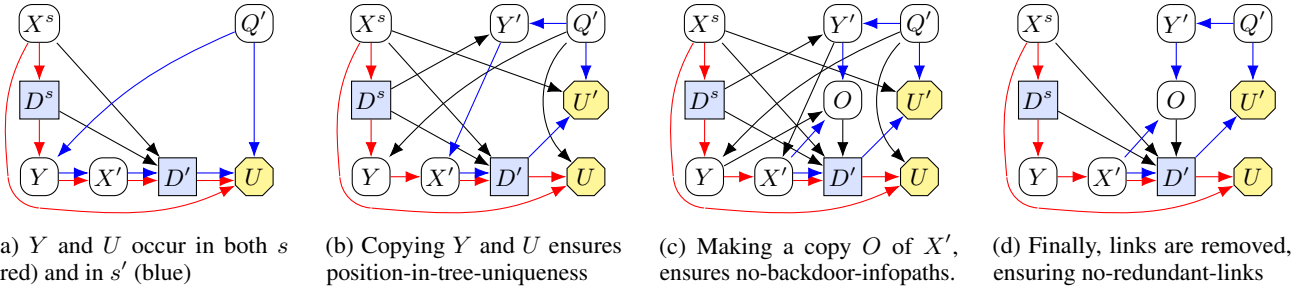 X^s Q′
D^s
Y X′ D′ U
X^s Y′ Q′
D^s U′
Y X′ D′ U
X^s Y′ Q′
D^s O U′
Y X′ D′ U
X^s Y′ Q′
D^s O U′
Y X′ D′ U
a) Y and U occur in both s
red) and in s′ (blue)
(b) Copying Y and U ensures
position-in-tree-uniqueness
(c) Making a copy O of X′,
ensures no-backdoor-infopaths.
(d) Finally, links are removed,
ensuring no-redundant-links